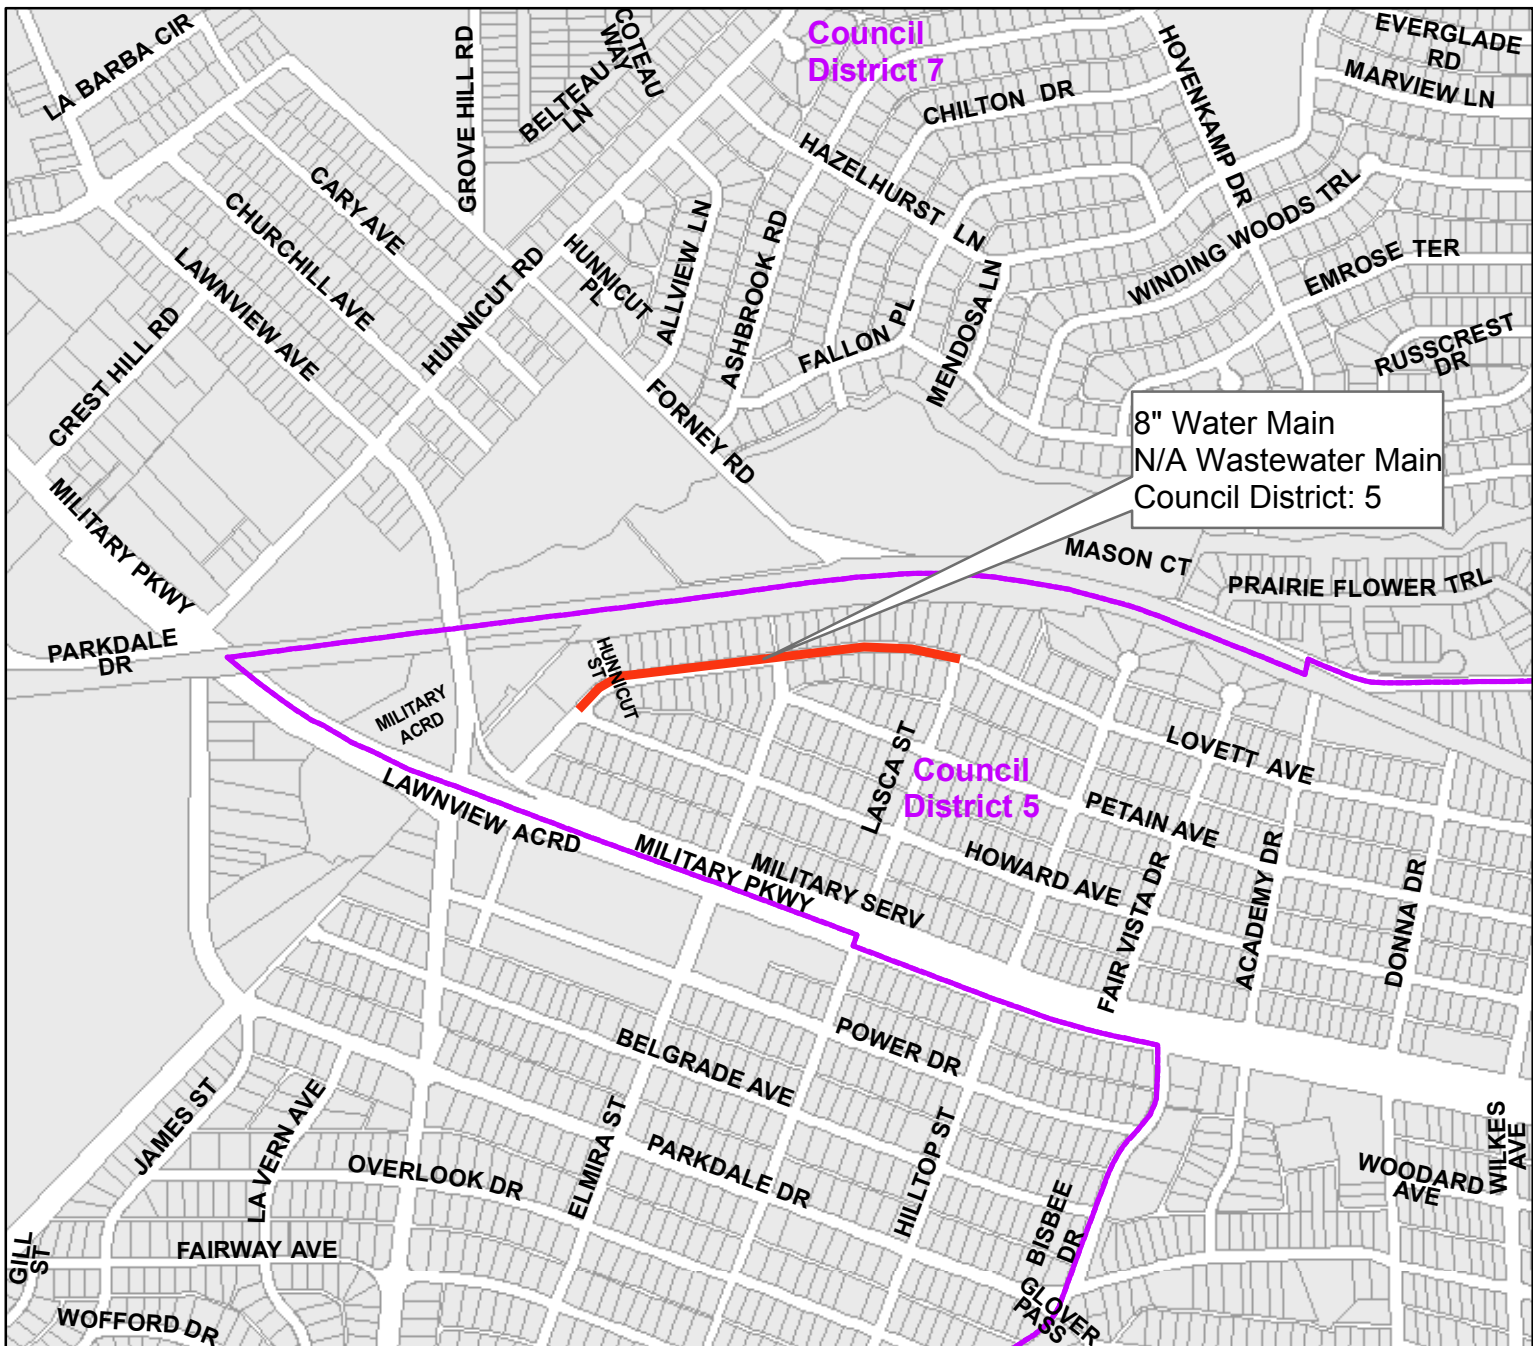 LA BARBA CIR
GROVE HILL RD
BELTEAU
LN
COTEAU
WAY
Council
District 7
HOVENKAMP DR
EVERGLADE
RD
MARVIEW LN
CHILTON DR
HAZELHURST LN
CARY AVE
CHURCHILL AVE
LAWNVIEW AVE
HUNNICUT RD
HUNNICUT
PL
ALLVIEW LN
ASHBROOK RD
FALLON PL
MENDOSA LN
WINDING WOODS TRL
EMROSE TER
RUSSCREST
DR
CREST HILL RD
FORNEY RD
MILITARY PKWY
8" Water Main
N/A Wastewater Main
Council District: 5
MASON CT
PRAIRIE FLOWER TRL
PARKDALE
DR
HUNNICUT
ST
MILITARY
ACRD
LASCA ST
Council
District 5
LOVETT AVE
PETAIN AVE
HOWARD AVE
LAWNVIEW ACRD
MILITARY PKWY
MILITARY SERV
FAIR VISTA DR
ACADEMY DR
DONNA DR
POWER DR
BELGRADE AVE
JAMES ST
LA VERN AVE
ELMIRA ST
PARKDALE DR
HILLTOP ST
OVERLOOK DR
BISBEE
DR
WOODARD
AVE
WILKES
AVE
GILL
ST
FAIRWAY AVE
GLOVER
PASS
WOFFORD DR